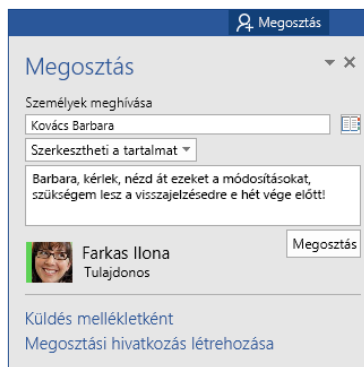 Megosztás
Megosztás
Személyek meghívása
Kovács Barbara
Szerkesztheti a tartalmat
Barbara, kérlek, nézd át ezeket a módosításokat,
szükségem lesz a visszajelzésedre e hét vége előtt!
Megosztás
Farkas Ilona
Tulajdonos
Küldés mellékletként
Megosztási hivatkozás létrehozása